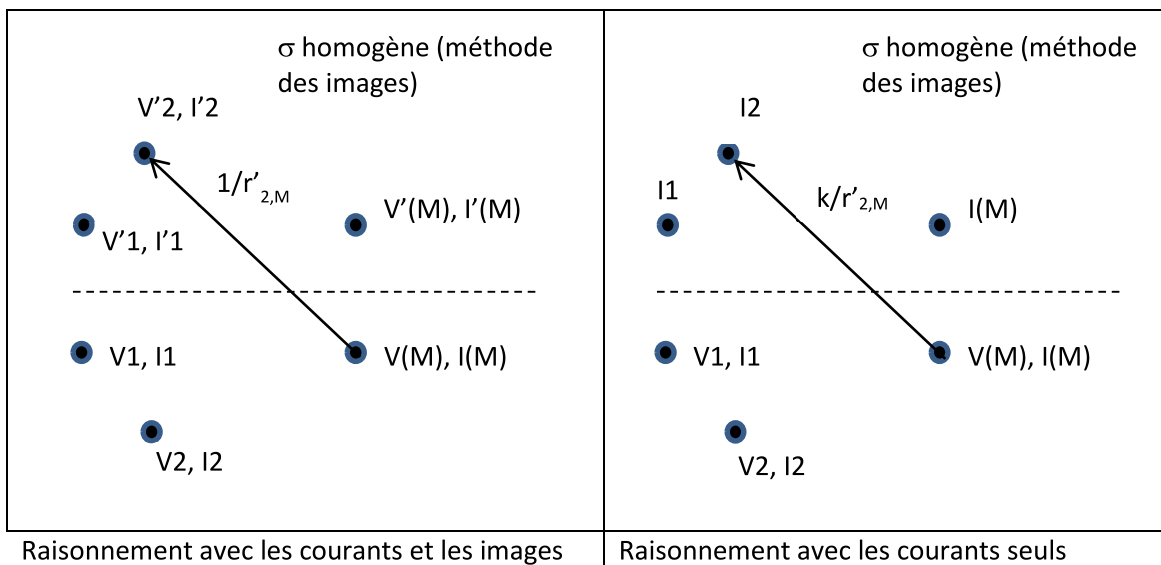 σ homogène (méthode
des images)
V'2, I'2
1/r'2,M
V'(M), I'(M)
V'1, I'1
V1, I1
V(M), I(M)
V2, I2
Raisonnement avec les courants et les images
σ homogène (méthode
des images)
I2
I1
k/r'2,M
I(M)
V1, I1
V(M), I(M)
V2, I2
Raisonnement avec les courants seuls